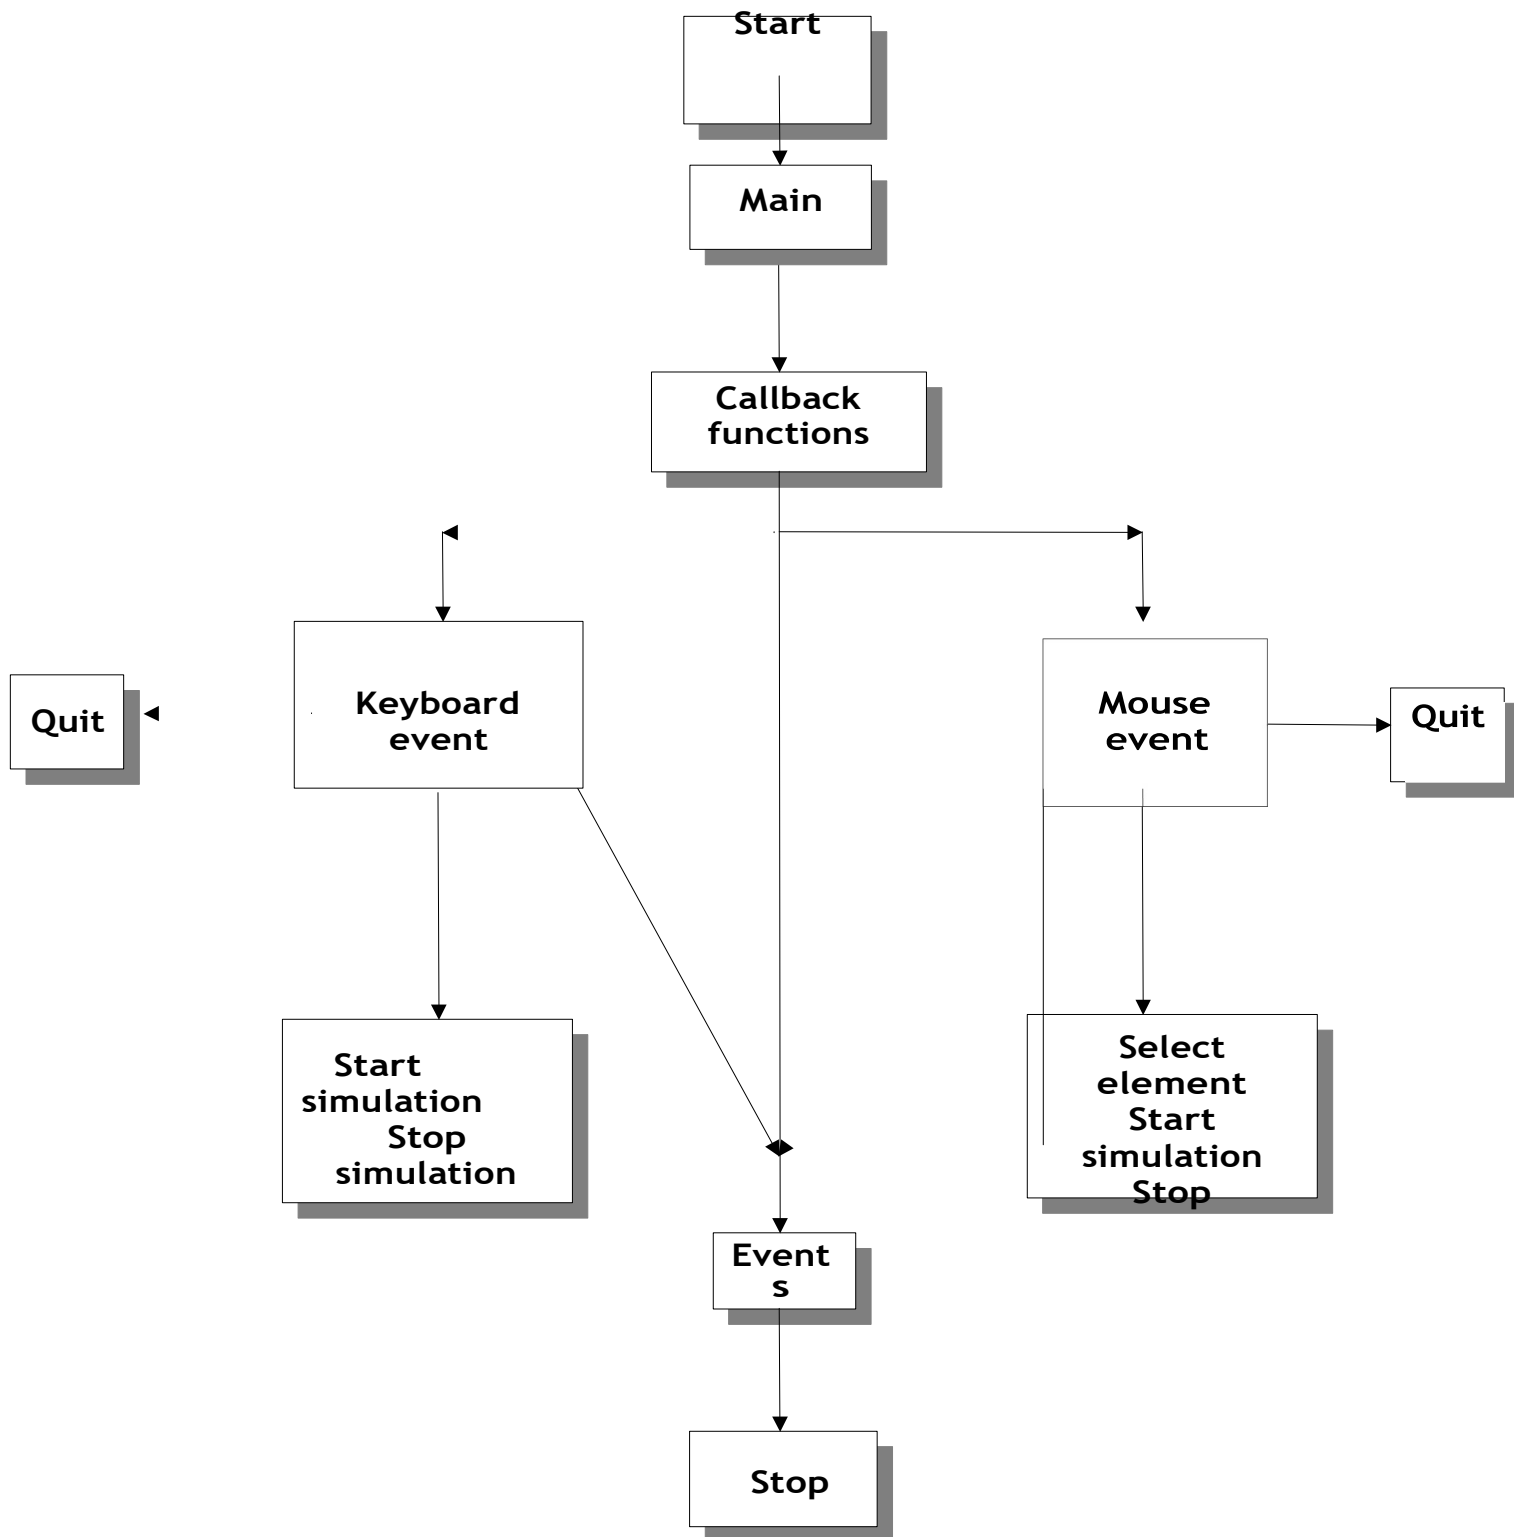 Start
Main
Callback
functions
Quit
Keyboard
event
Mouse
event
Quit
Start
simulation
Stop
simulation
Select
element
Start
simulation
Stop
Event
s
Stop